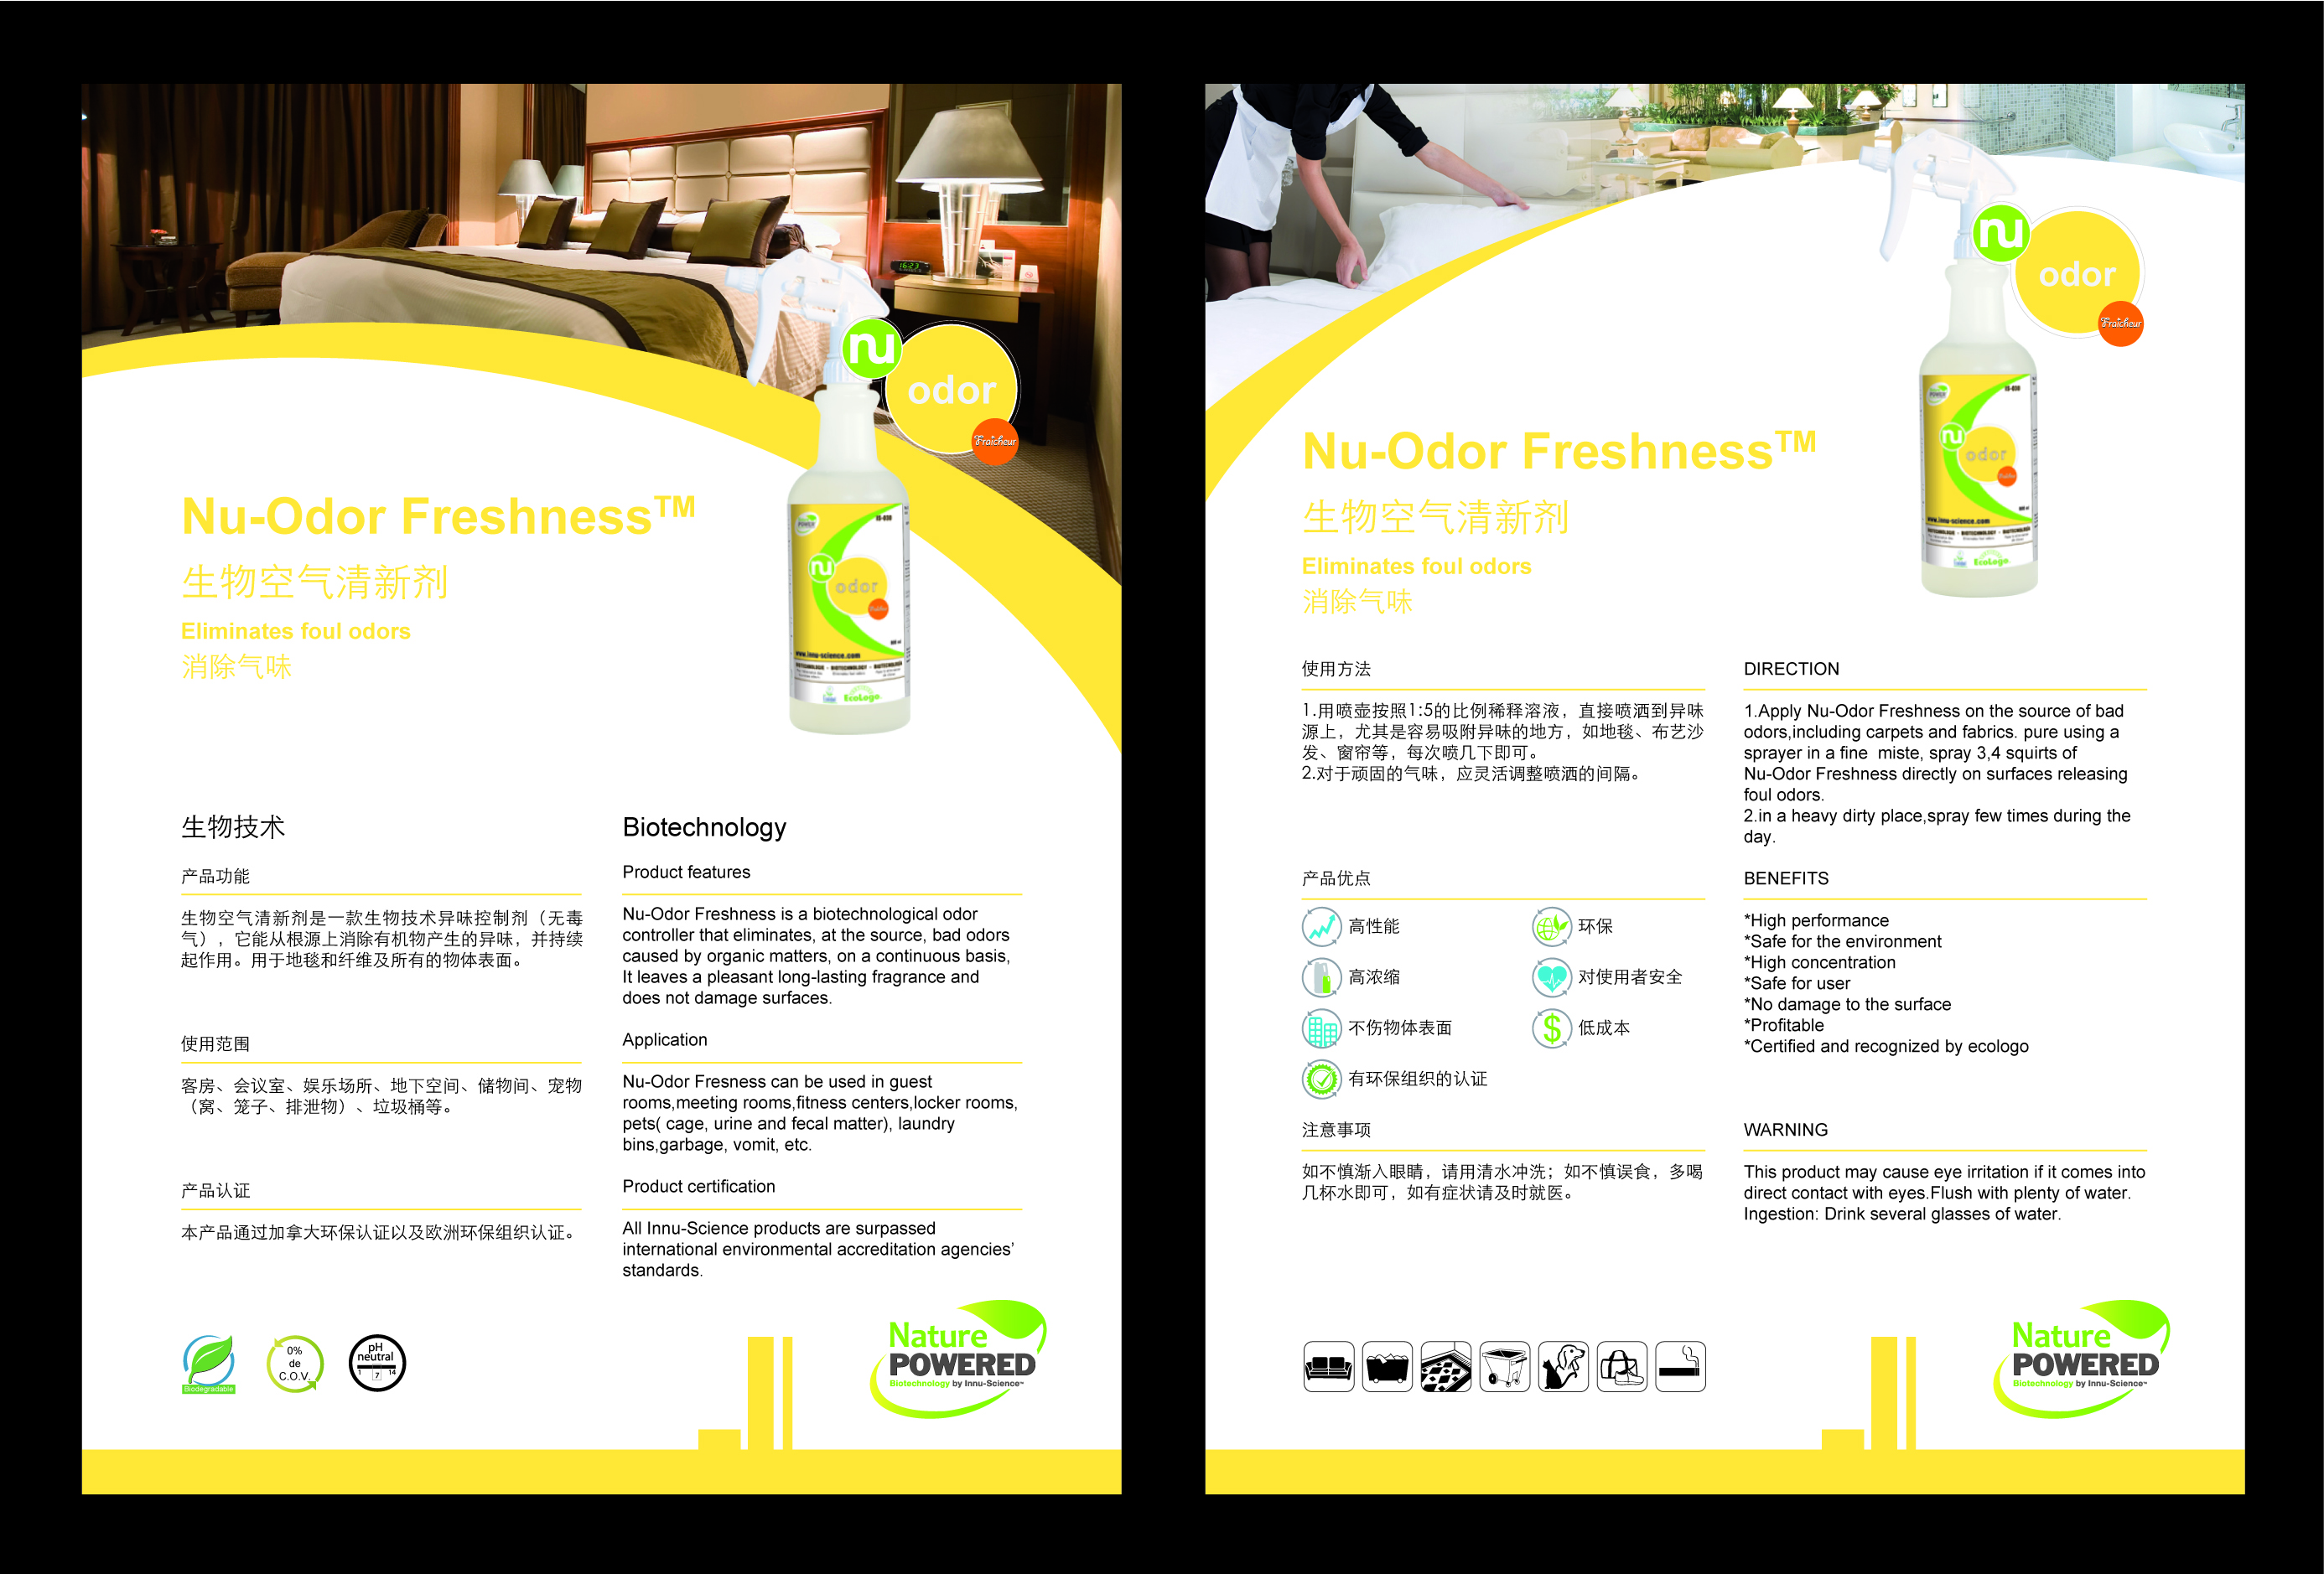 16:23
nu
odor
Fraîcheur
Nu-Odor Freshness™
生物空气清新剂
Eliminates foul odors
消除气味
nu
odor
www.innu-science.com
BIOTECHNOLOGIE - BIOTECHNOLOGY - BIOTECHNOLOGÍA
EcoLogo
生物技术
产品功能
生物空气清新剂是一款生物技术异味控制剂（无毒
气），它能从根源上消除有机物产生的异味，并持续
起作用。用于地毯和纤维及所有的物体表面。
使用范围
客房、会议室、娱乐场所、地下空间、储物间、宠物
（窝、笼子、排泄物）、垃圾桶等。
产品认证
本产品通过加拿大环保认证以及欧洲环保组织认证。
Biotechnology
Product features
Nu-Odor Freshness is a biotechnological odor
controller that eliminates, at the source, bad odors
caused by organic matters, on a continuous basis,
It leaves a pleasant long-lasting fragrance and
does not damage surfaces.
Application
Nu-Odor Fresness can be used in guest
rooms,meeting rooms,fitness centers,locker rooms,
pets( cage, urine and fecal matter), laundry
bins,garbage, vomit, etc.
Product certification
All Innu-Science products are surpassed
international environmental accreditation agencies’
standards.
Biodegradable
0%
de
C.O.V.
pH
neutral
1 7 14
Nature
POWERED
Biotechnology by Innu-Science™
nu
odor
Fraîcheur
Nu-Odor Freshness™
生物空气清新剂
Eliminates foul odors
消除气味
nu
odor
www.innu-science.com
BIOTECHNOLOGIE - BIOTECHNOLOGY - BIOTECHNOLOGÍA
EcoLogo
使用方法
1.用喷壶按照1:5的比例稀释溶液，直接喷洒到异味
源上，尤其是容易吸附异味的地方，如地毯、布艺沙
发、窗帘等，每次喷几下即可。
2.对于顽固的气味，应灵活调整喷洒的间隔。
DIRECTION
1.Apply Nu-Odor Freshness on the source of bad
odors,including carpets and fabrics. pure using a
sprayer in a fine  miste, spray 3,4 squirts of
Nu-Odor Freshness directly on surfaces releasing
foul odors.
2.in a heavy dirty place,spray few times during the
day.
产品优点
高性能
环保
高浓缩
对使用者安全
不伤物体表面
低成本
有环保组织的认证
BENEFITS
*High performance
*Safe for the environment
*High concentration
*Safe for user
*No damage to the surface
*Profitable
*Certified and recognized by ecologo
注意事项
如不慎渐入眼睛，请用清水冲洗；如不慎误食，多喝
几杯水即可，如有症状请及时就医。
WARNING
This product may cause eye irritation if it comes into
direct contact with eyes.Flush with plenty of water.
Ingestion: Drink several glasses of water.
Nature
POWERED
Biotechnology by Innu-Science™